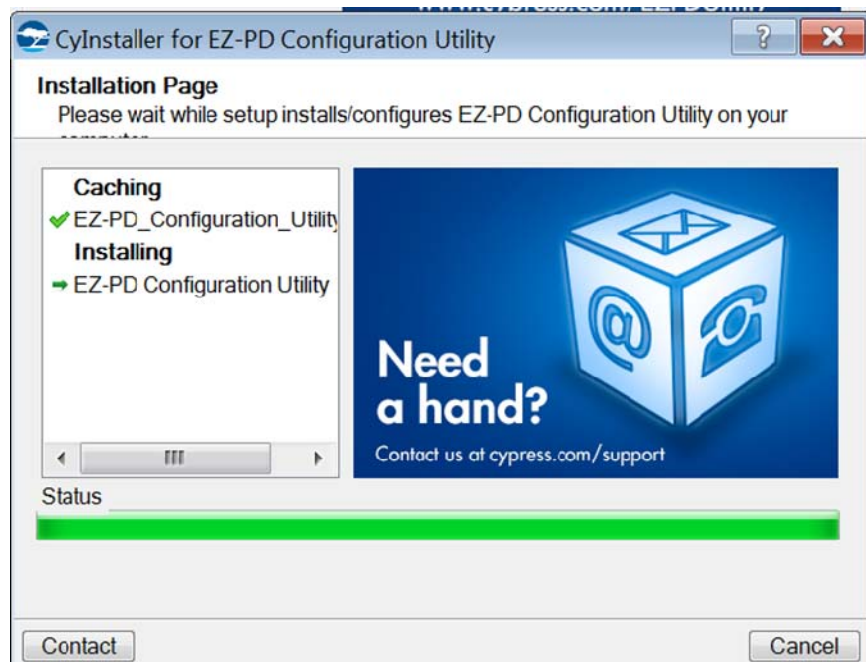 CyInstaller for EZ-PD Configuration Utility
Installation Page
Please wait while setup installs/configures EZ-PD Configuration Utility on your
Caching
EZ-PD_Configuration_Utility
Installing
EZ-PD Configuration Utility
Need
a hand?
Contact us at cypress.com/support
Status
Contact
Cancel